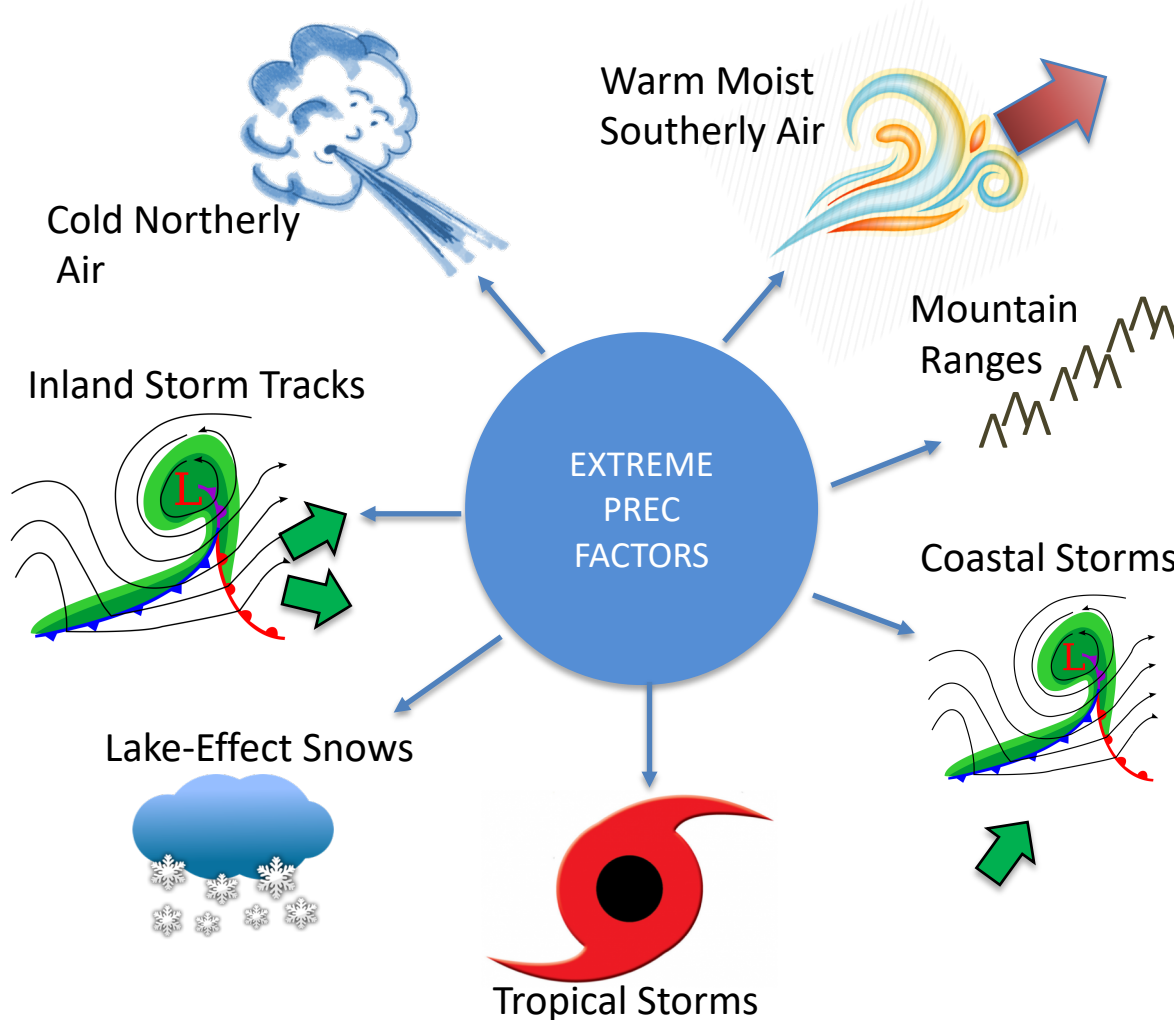 Cold Northerly
Air
Warm Moist
Southerly Air
Mountain
Ranges
Inland Storm Tracks
L
EXTREME
PREC
FACTORS
Coastal Storms
L
Lake-Effect Snows
Tropical Storms